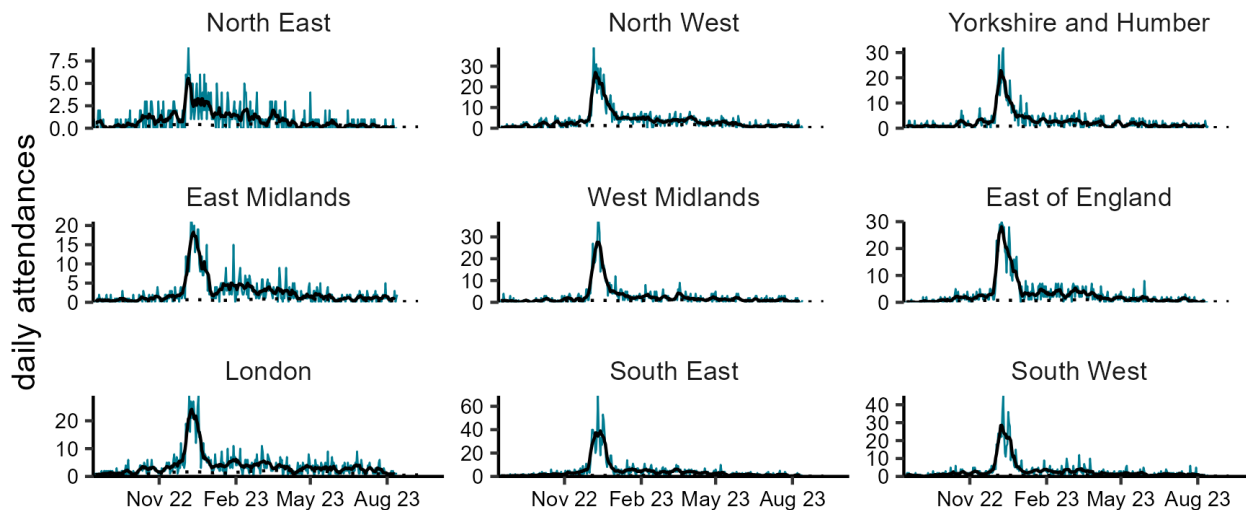 daily attendances
North East
7.5
5.0
2.5
0.0
North West
30
20
10
0
Yorkshire and Humber
30
20
10
0
East Midlands
20
15
10
5
0
West Midlands
30
20
10
0
East of England
30
20
10
0
London
20
10
0
Nov 22 Feb 23 May 23 Aug 23
South East
60
40
20
0
Nov 22 Feb 23 May 23 Aug 23
South West
40
30
20
10
0
Nov 22 Feb 23 May 23 Aug 23